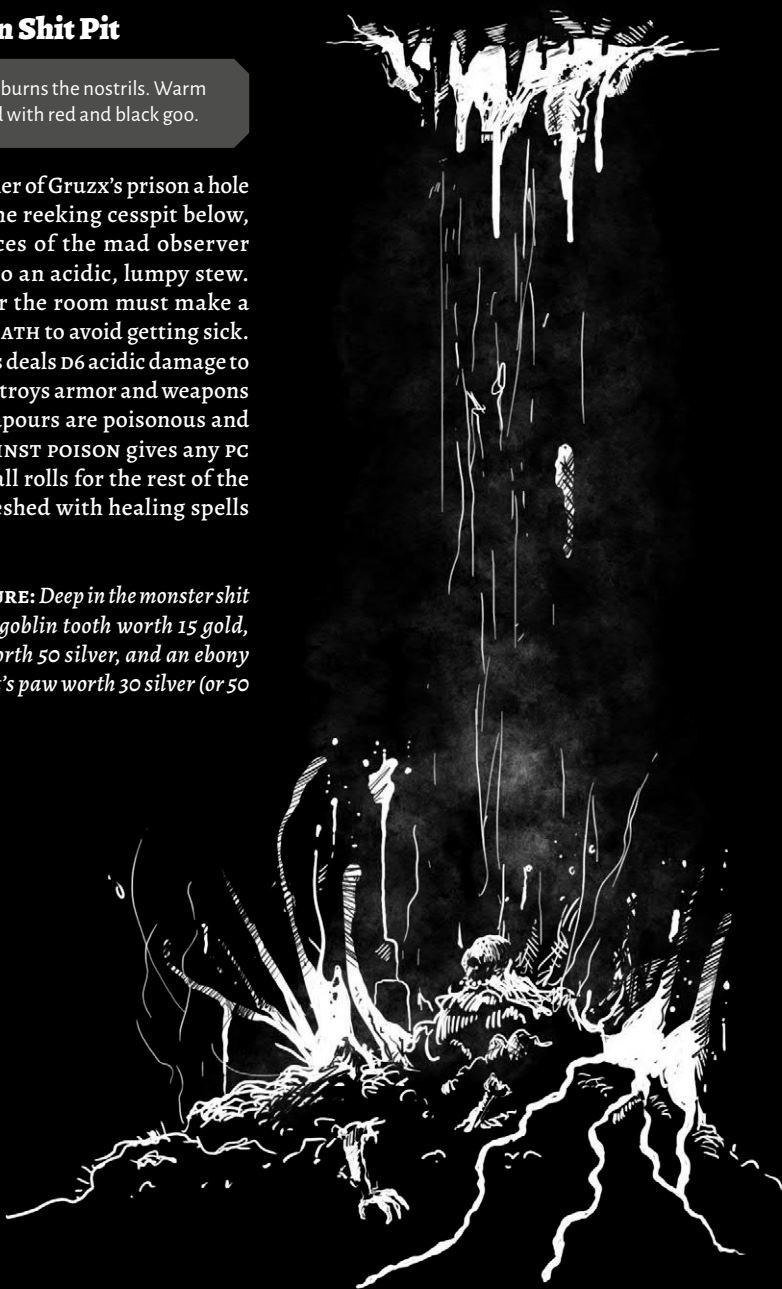 n Shit Pit
burns the nostrils. Warm
with red and black goo.
er of Gruzx's prison a hole
ne reeking cesspit below,
ces of the mad observer
o an acidic, lumpy stew.
r the room must make a
ATH to avoid getting sick.
s deals D6 acidic damage to
troys armor and weapons
pours are poisonous and
INST POISON gives any PC
all rolls for the rest of the
eshed with healing spells
URE: Deep in the monster shit
goblin tooth worth 15 gold,
orth 50 silver, and an ebony
t's paw worth 30 silver (or 50